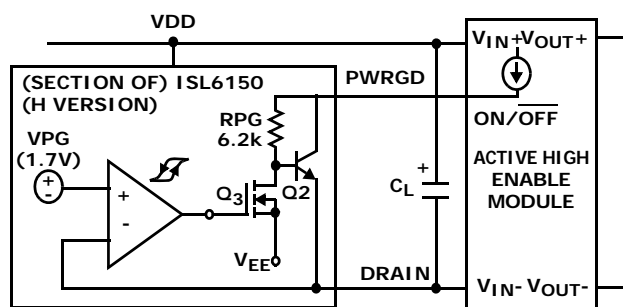 VDD
(SECTION OF) ISL6150
(H VERSION)
VPG
(1.7V)
+
-
+
-
RPG
6.2k
Q3
Q2
VEE
PWRGD
DRAIN
+
CL
VIN+ VOUT+
ON/OFF
ACTIVE HIGH
ENABLE
MODULE
VIN- VOUT-